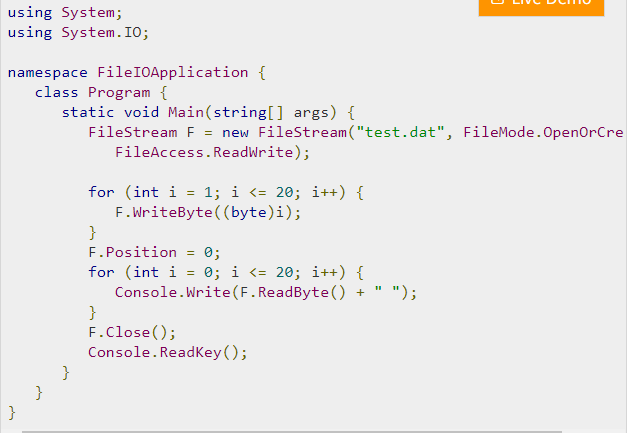 Live Demo
using System;
using System.IO;
namespace FileIOApplication {
class Program {
static void Main(string[] args) {
FileStream F = new FileStream("test.dat", FileMode.OpenOrCre
FileAccess.ReadWrite);
for (int i = 1; i <= 20; i++) {
F.WriteByte((byte)i);
}
F.Position = 0;
for (int i = 0; i <= 20; i++) {
Console.Write(F.ReadByte() + " ");
}
F.Close();
Console.ReadKey();
}
}
}